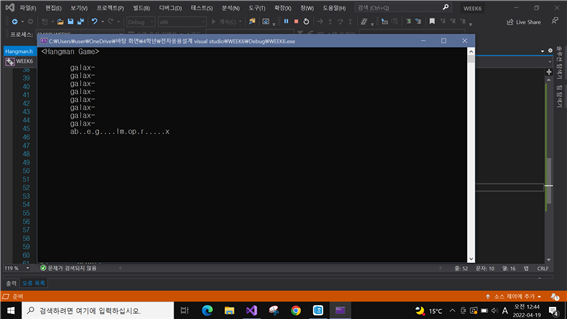 파일(F) 편집(E) 보기(V) 프로젝트(P) 빌드(B) 디버그(D) 테스트(S) 분석(N) 도구(T) 확장(X) 창(W) 도움말(H) 검색 (Ctrl+Q) WEEK6
Live Share
Hangman.h
C:₩Users₩user₩OneDrive₩바탕 화면₩4학년₩전자응용설계 visual studio₩WEEK6₩Debug₩WEEK6.exe
WEEK6
<Hangman Game>
galax~
galax~
galax~
galax~
galax~
galax~
galax~
galax~
ab..e.g....lm.op.r.....x
38
39
40
41
42
43
44
45
46
47
48
49
50
51
52
53
54
55
56
57
58
59
60
119 % 문제가 검색되지 않음 줄: 52 문자: 10 열: 16 탭 CRLF
출력 오류 목록
준비 소스 제어에 추가
검색하려면 여기에 입력하십시오. 15°C A 오전 12:44
2022-04-19